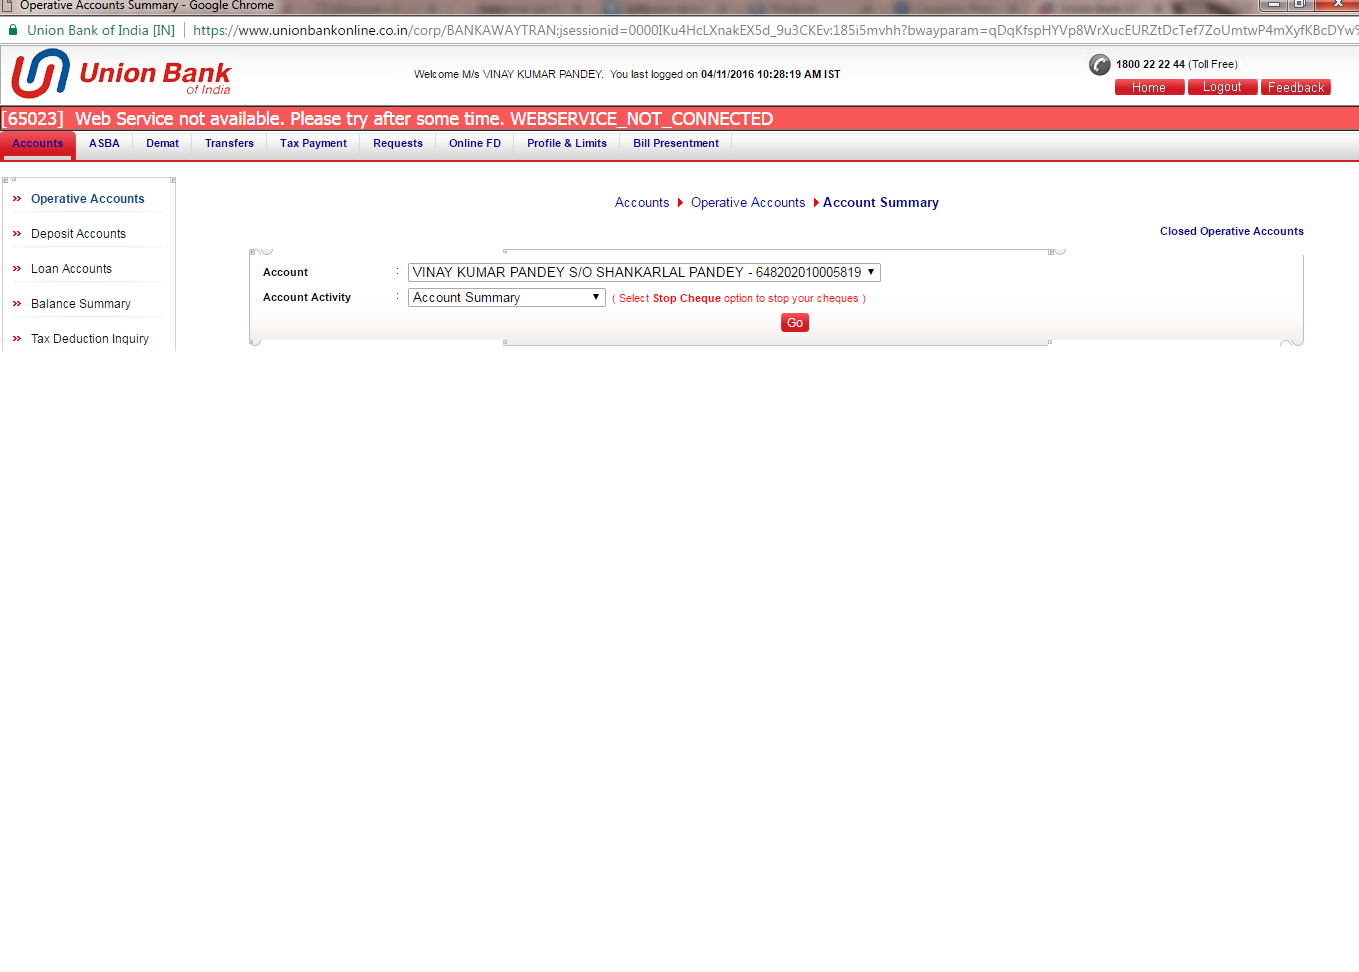 Operative Accounts Summary - Google Chrome
Union Bank of India [IN] https://www.unionbankonline.co.in/corp/BANKAWAYTRAN;jsessionid=0000IKu4HcLXnakEX5d_9u3CKEv:185i5mvhh?bwayparam=qDqKfspHYVp8WrXucEURZtDcTef7ZoUmtwP4mXyfKBcDYw9
Union Bank
of India
Welcome M/s VINAY KUMAR PANDEY. You last logged on 04/11/2016 10:28:19 AM IST
1800 22 22 44 (Toll Free)
Home Logout Feedback
[65023] Web Service not available. Please try after some time. WEBSERVICE_NOT_CONNECTED
Accounts ASBA Demat Transfers Tax Payment Requests Online FD Profile & Limits Bill Presentment
Operative Accounts
Deposit Accounts
Loan Accounts
Balance Summary
Tax Deduction Inquiry
Accounts Operative Accounts Account Summary
Closed Operative Accounts
Account : VINAY KUMAR PANDEY S/O SHANKARLAL PANDEY - 648202010005819
Account Activity : Account Summary ( Select Stop Cheque option to stop your cheques )
Go